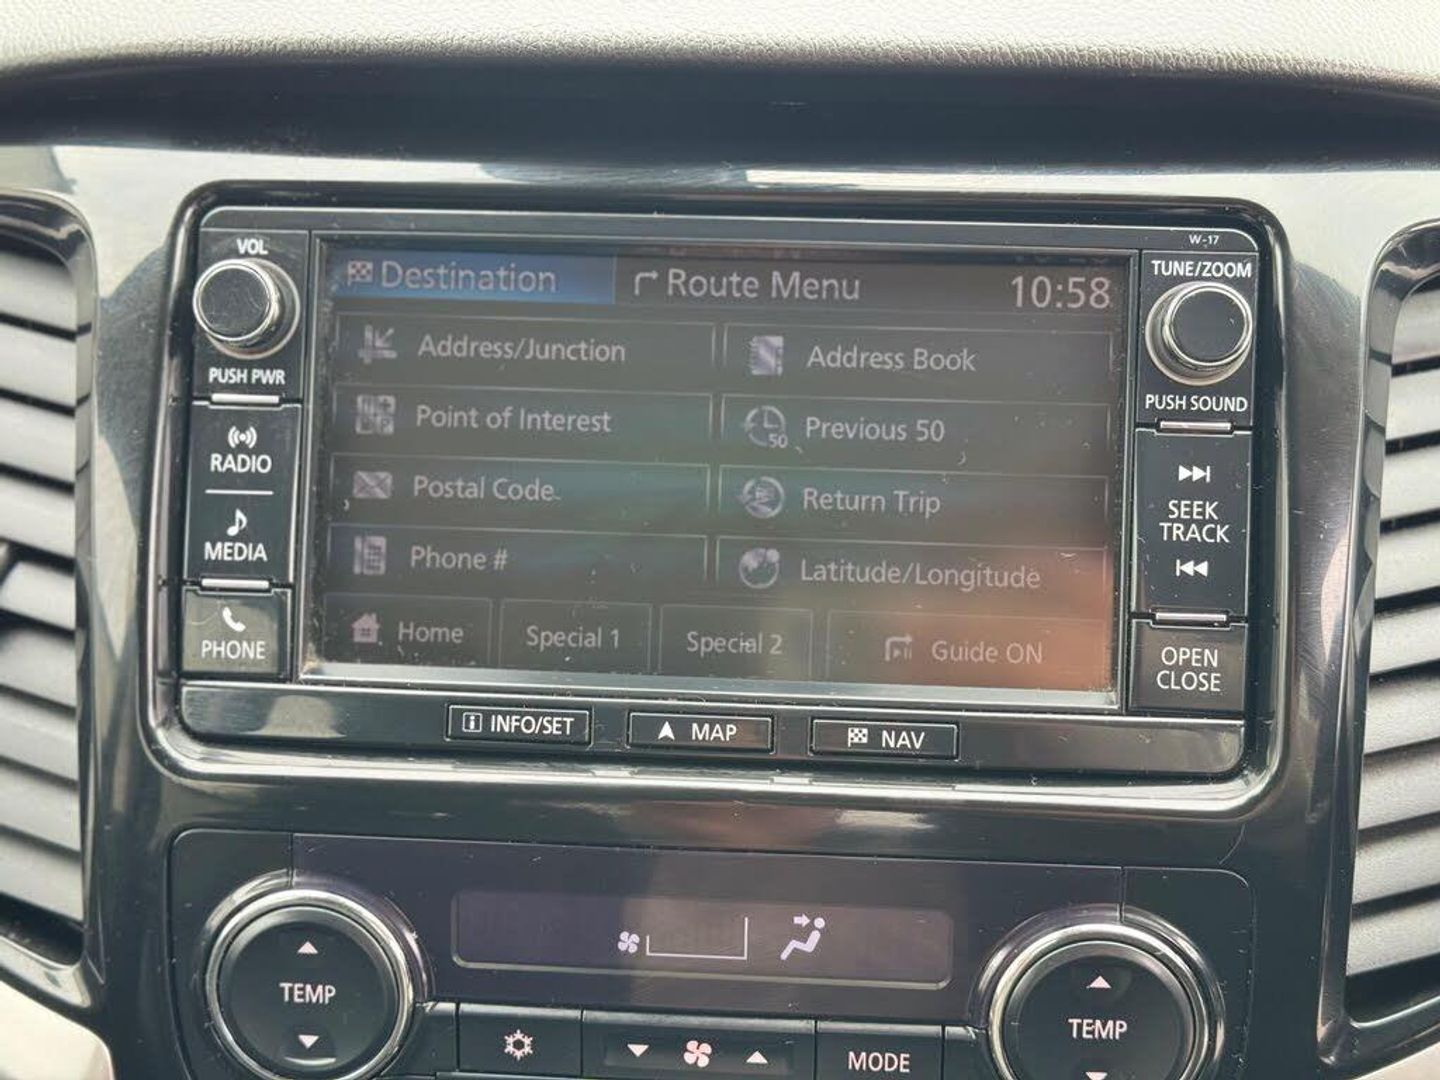 W-17
VOL
PUSH PWR
RADIO
MEDIA
PHONE
Destination
Route Menu
10:58
Address/Junction
Address Book
Point of Interest
50
Previous 50
Postal Code
Return Trip
Phone #
Latitude/Longitude
Home
Special 1
Special 2
Guide ON
TUNE/ZOOM
PUSH SOUND
SEEK
TRACK
OPEN
CLOSE
INFO/SET
MAP
NAV
TEMP
MODE
TEMP